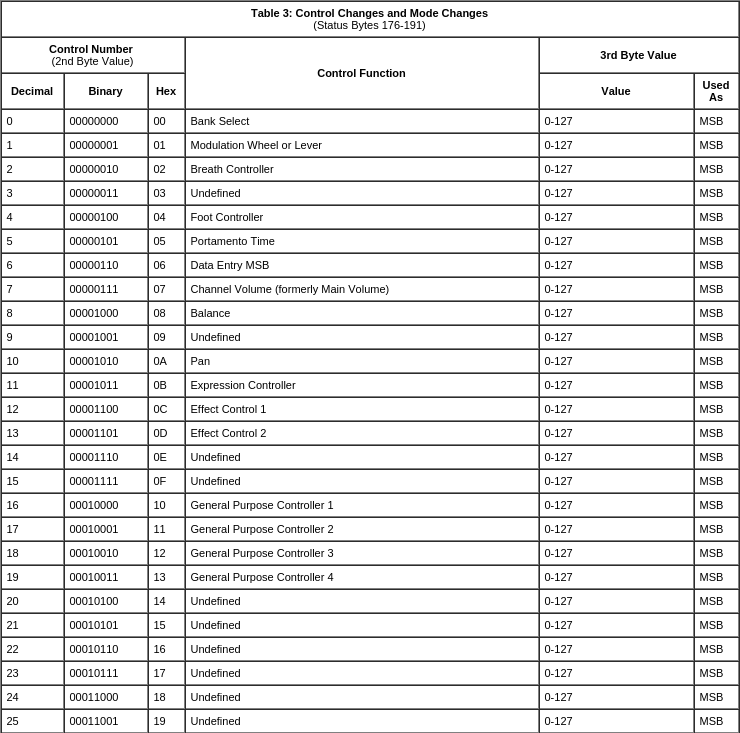 Table 3: Control Changes and Mode Changes
(Status Bytes 176-191)
Control Number
(2nd Byte Value)
Control Function
3rd Byte Value
Decimal Binary Hex Value Used
As
0 00000000 00 Bank Select 0-127 MSB
1 00000001 01 Modulation Wheel or Lever 0-127 MSB
2 00000010 02 Breath Controller 0-127 MSB
3 00000011 03 Undefined 0-127 MSB
4 00000100 04 Foot Controller 0-127 MSB
5 00000101 05 Portamento Time 0-127 MSB
6 00000110 06 Data Entry MSB 0-127 MSB
7 00000111 07 Channel Volume (formerly Main Volume) 0-127 MSB
8 00001000 08 Balance 0-127 MSB
9 00001001 09 Undefined 0-127 MSB
10 00001010 0A Pan 0-127 MSB
11 00001011 0B Expression Controller 0-127 MSB
12 00001100 0C Effect Control 1 0-127 MSB
13 00001101 0D Effect Control 2 0-127 MSB
14 00001110 0E Undefined 0-127 MSB
15 00001111 0F Undefined 0-127 MSB
16 00010000 10 General Purpose Controller 1 0-127 MSB
17 00010001 11 General Purpose Controller 2 0-127 MSB
18 00010010 12 General Purpose Controller 3 0-127 MSB
19 00010011 13 General Purpose Controller 4 0-127 MSB
20 00010100 14 Undefined 0-127 MSB
21 00010101 15 Undefined 0-127 MSB
22 00010110 16 Undefined 0-127 MSB
23 00010111 17 Undefined 0-127 MSB
24 00011000 18 Undefined 0-127 MSB
25 00011001 19 Undefined 0-127 MSB